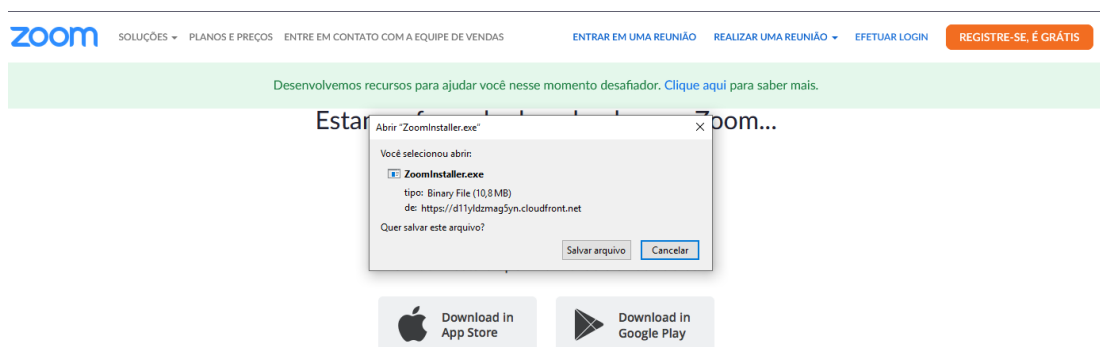 zoom SOLUÇÕES PLANOS E PREÇOS ENTRE EM CONTATO COM A EQUIPE DE VENDAS ENTRAR EM UMA REUNIÃO REALIZAR UMA REUNIÃO EFETUAR LOGIN REGISTRE-SE, É GRÁTIS
Desenvolvemos recursos para ajudar você nesse momento desafiador. Clique aqui para saber mais.
Abrir "ZoomInstaller.exe"
Você selecionou abrir:
ZoomInstaller.exe
tipo: Binary File (10,8 MB)
de: https://d11yldzmag5yn.cloudfront.net
Quer salvar este arquivo?
Salvar arquivo Cancelar
Download in App Store
Download in Google Play